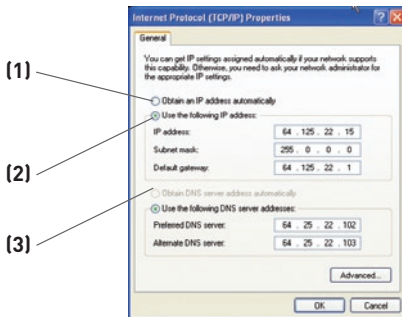 Internet Protocol (TCP/IP) Properties
General
You can get IP settings assigned automatically if your network supports
this capability. Otherwise, you need to ask your network administrator for
the appropriate IP settings.
(1)
Obtain an IP address automatically
(2)
Use the following IP address:
IP address: 64 . 125 . 22 . 15
Subnet mask: 255 . 0 . 0 . 0
Default gateway: 64 . 125 . 22 . 1
(3)
Obtain DNS server address automatically
Use the following DNS server addresses:
Preferred DNS server: 64 . 25 . 22 . 102
Alternate DNS server: 64 . 25 . 22 . 103
Advanced...
OK Cancel